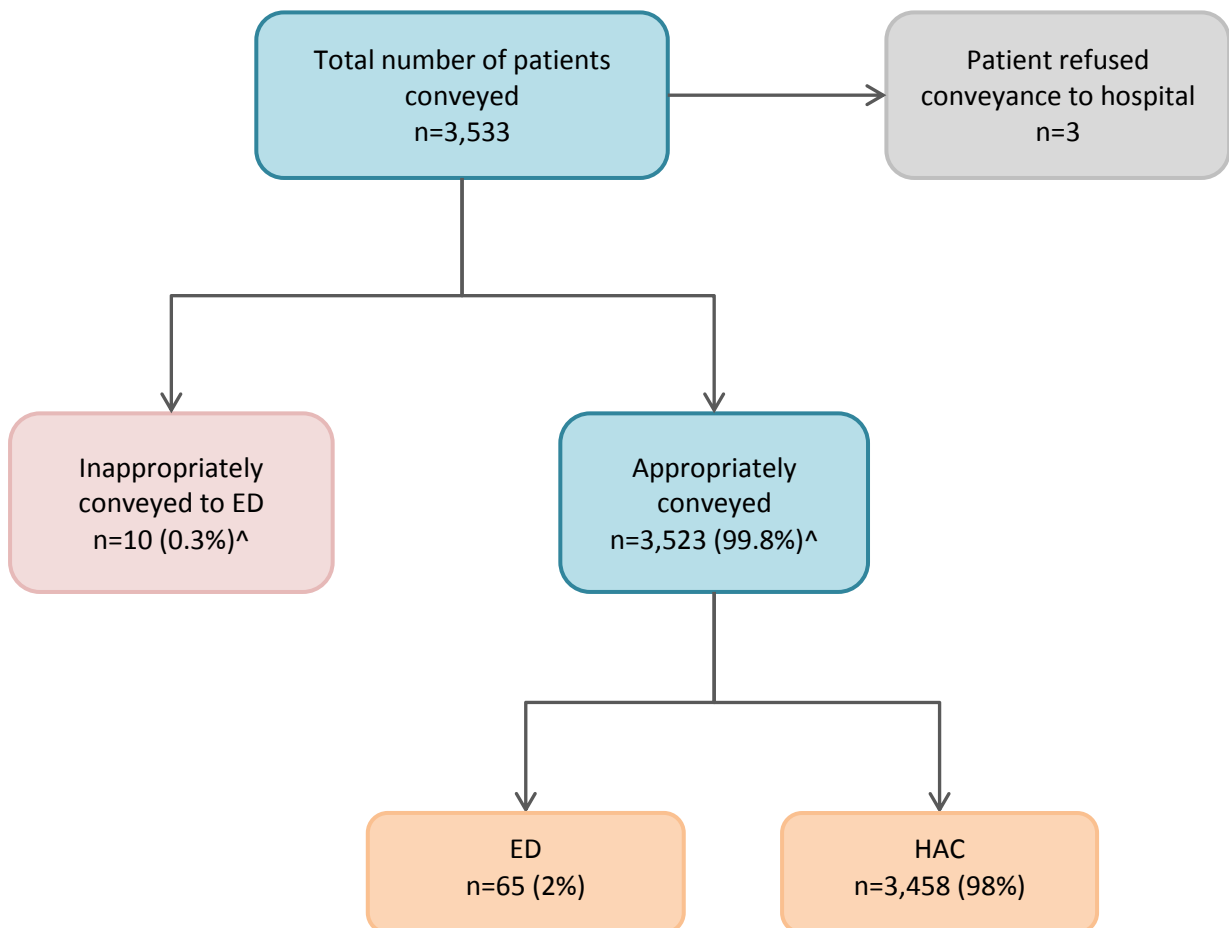 Total number of patients
conveyed
n=3,533
Patient refused
conveyance to hospital
n=3
Inappropriately
conveyed to ED
n=10 (0.3%)^
Appropriately
conveyed
n=3,523 (99.8%)^
ED
n=65 (2%)
HAC
n=3,458 (98%)